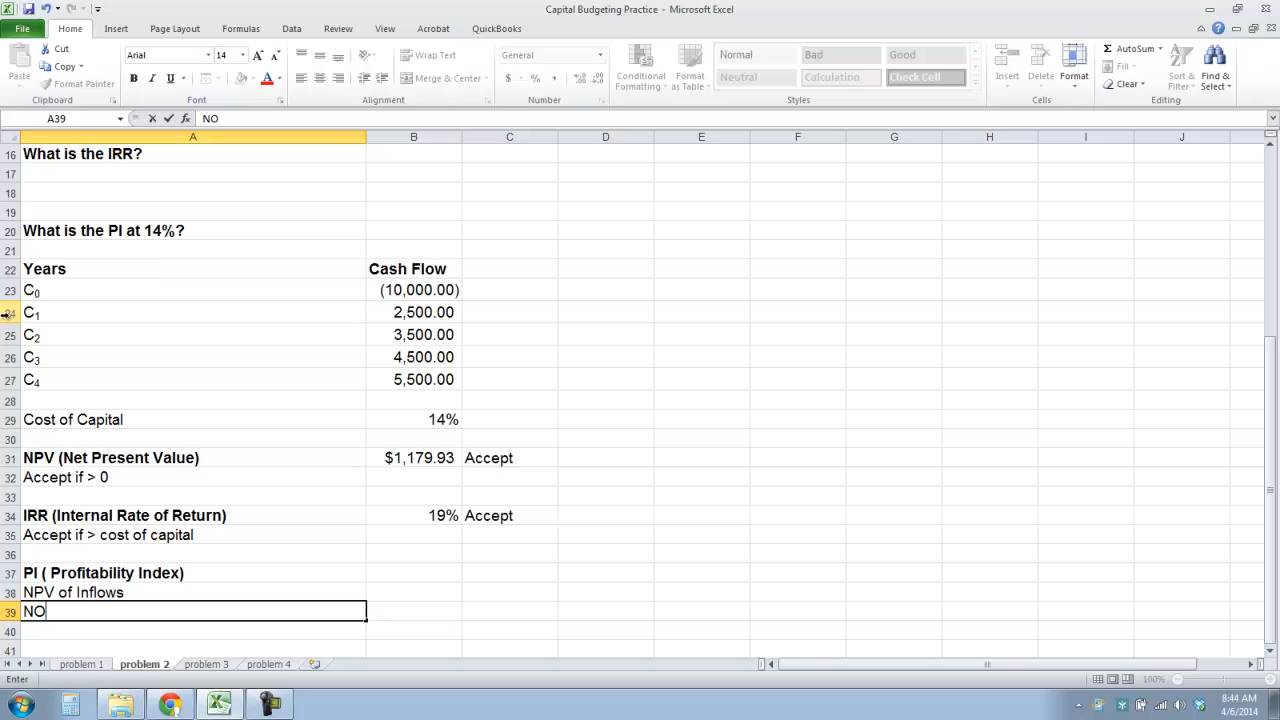 Capital Budgeting Practice - Microsoft Excel
File Home Insert Page Layout Formulas Data Review View Acrobat QuickBooks
Paste Cut Copy Format Painter Clipboard
Arial 14 Font
Wrap Text Merge & Center Alignment
General Number
Conditional Formatting Format as Table
Normal Bad Good
Neutral Calculation Check Cell
Styles
Insert Delete Format Cells
AutoSum Fill Clear Sort & Filter Find & Select Editing
A39 fx NO
A B C D E F G H I J
16 What is the IRR?
17
18
19
20 What is the PI at 14%?
21
22 Years Cash Flow
23 C0 (10,000.00)
24 C1 2,500.00
25 C2 3,500.00
26 C3 4,500.00
27 C4 5,500.00
28
29 Cost of Capital 14%
30
31 NPV (Net Present Value) $1,179.93 Accept
32 Accept if > 0
33
34 IRR (Internal Rate of Return) 19% Accept
35 Accept if > cost of capital
36
37 PI ( Profitability Index)
38 NPV of Inflows
39 NO
40
41
problem 1 problem 2 problem 3 problem 4
Enter 100%
8:44 AM
4/6/2014